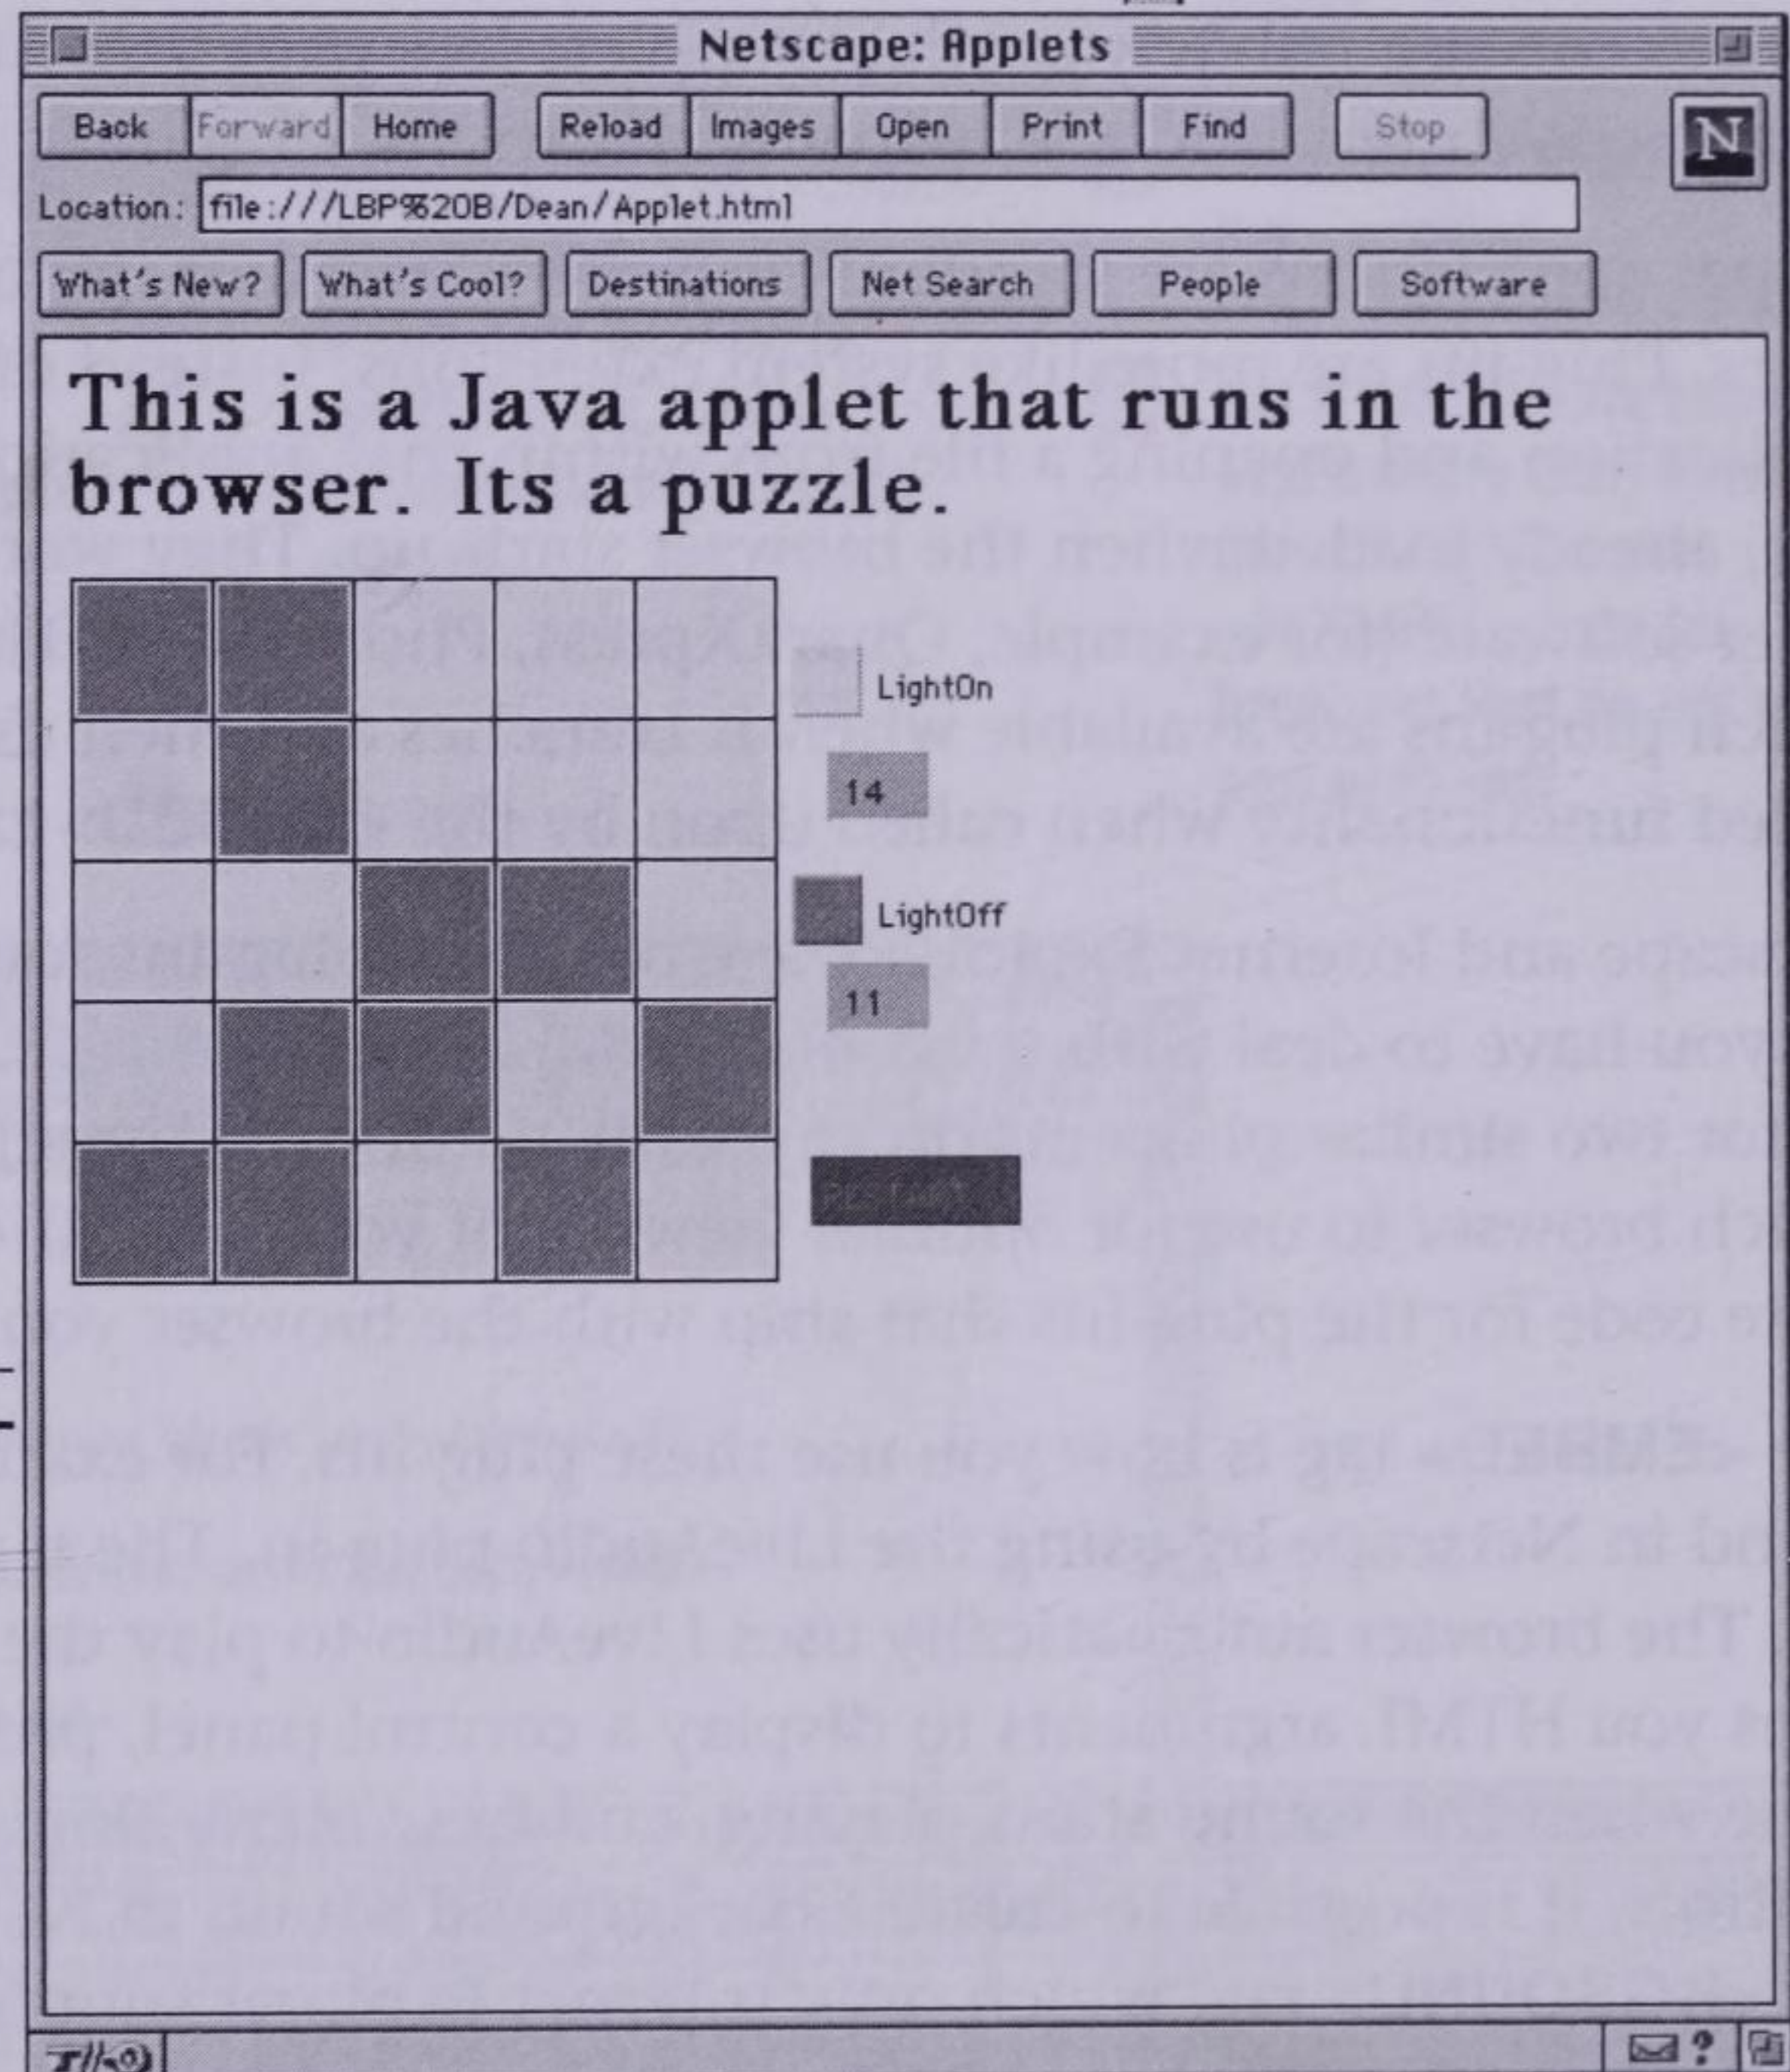 Netscape: Applets
Back Forward Home Reload Images Open Print Find Stop
N
Location: file:///LBP%20B/Dean/Applet.html
What's New? What's Cool? Destinations Net Search People Software
This is a Java applet that runs in the
browser. Its a puzzle.
LightOn
14
LightOff
11
?